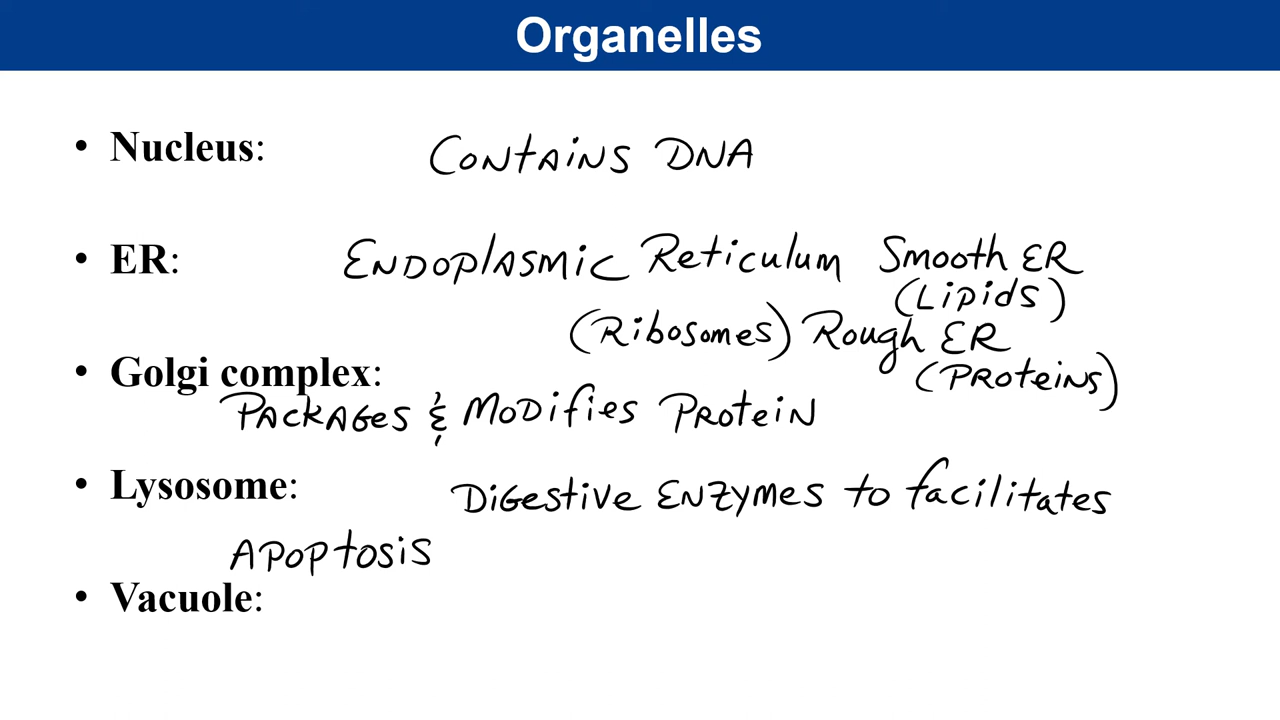 Organelles
• Nucleus: Contains DNA
• ER: Endoplasmic Reticulum Smooth ER
(Lipids)
(Ribosomes) Rough ER
• Golgi complex: (Proteins)
Packages & Modifies Protein
• Lysosome: Digestive Enzymes to facilitates
Apoptosis
• Vacuole: